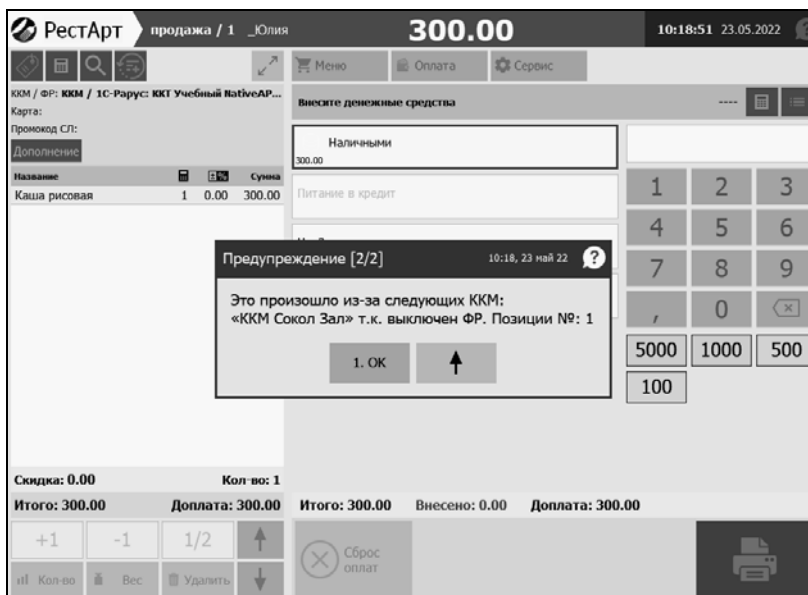 РестАрт
продажа / 1 _Юлия
300.00
10:18:51 23.05.2022
Меню
Оплата
Сервис
ККМ / ФР: ККМ / 1С-Рарус: ККТ Учебный NativeAP...
Карта:
Промокод СЛ:
Дополнение
Название Сумма
Каша рисовая 1 0.00 300.00
Внесите денежные средства ----
Наличными
300.00
Питание в кредит
1 2 3
4 5 6
7 8 9
, 0
5000 1000 500
100
Предупреждение [2/2] 10:18, 23 май 22 ?
Это произошло из-за следующих ККМ:
«ККМ Сокол Зал» т.к. выключен ФР. Позиции №: 1
1. ОК
Скидка: 0.00 Кол-во: 1
Итого: 300.00 Доплата: 300.00
Итого: 300.00 Внесено: 0.00 Доплата: 300.00
+1 -1 1/2
Кол-во Вес Удалить
Сброс
оплат